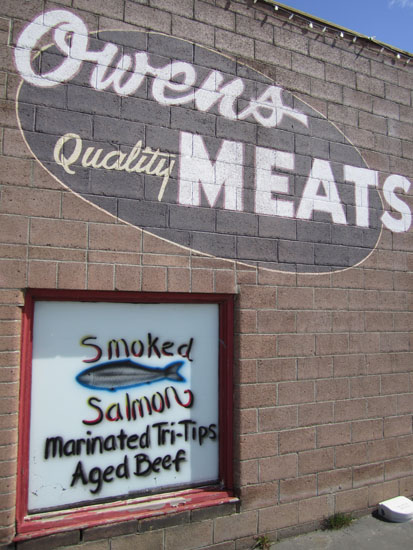 Owens
Quality MEATS
Smoked
Salmon
Marinated Tri-Tips
Aged Beef